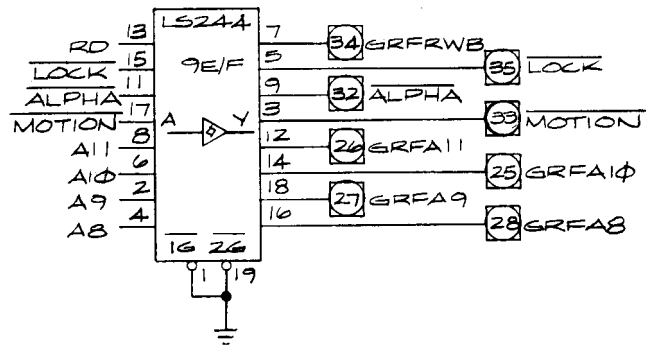 LS244
9E/F
RD 13 7 34 GRFRWB
LOCK 15 5 35 LOCK
ALPHA 11 9 32 ALPHA
MOTION 17 A Y 3 33 MOTION
A11 8 12 26 GRFA11
A1Ø 6 14 25 GRFA1Ø
A9 2 18 27 GRFA9
A8 4 16 28 GRFA8
1G 2G
1 19